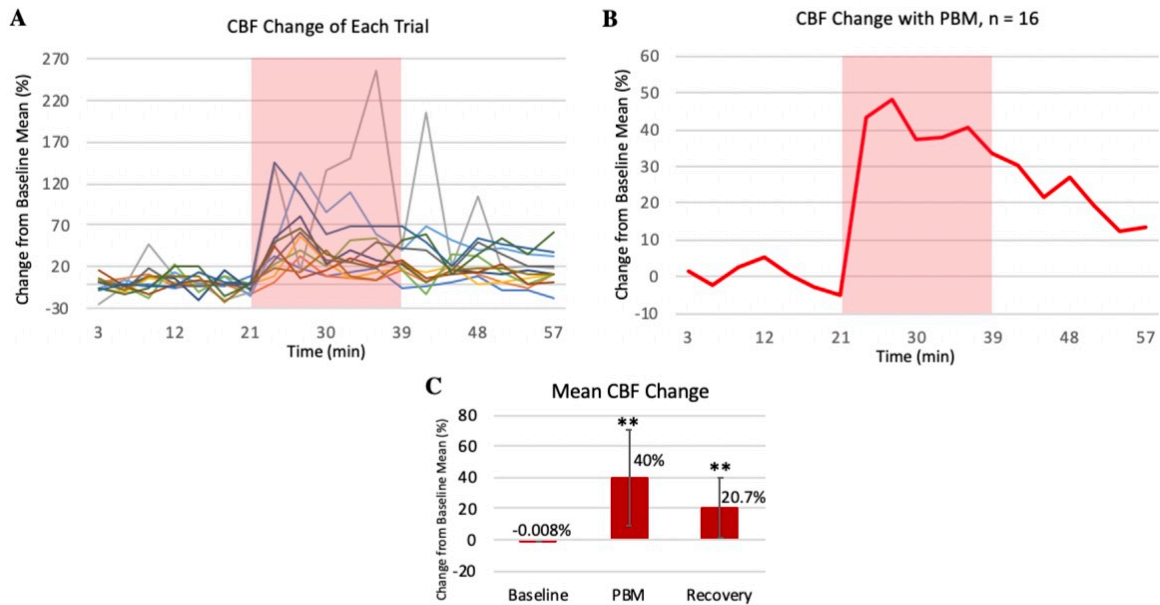 A
CBF Change of Each Trial
Change from Baseline Mean (%)
270
220
170
120
70
20
-30
3 12 21 30 39 48 57
Time (min)
B
CBF Change with PBM, n = 16
Change from Baseline Mean (%)
60
50
40
30
20
10
0
-10
3 12 21 30 39 48 57
Time (min)
C
Mean CBF Change
Change from Baseline Mean (%)
80
60
40
20
0
-20
-0.008%
**
40%
**
20.7%
Baseline PBM Recovery